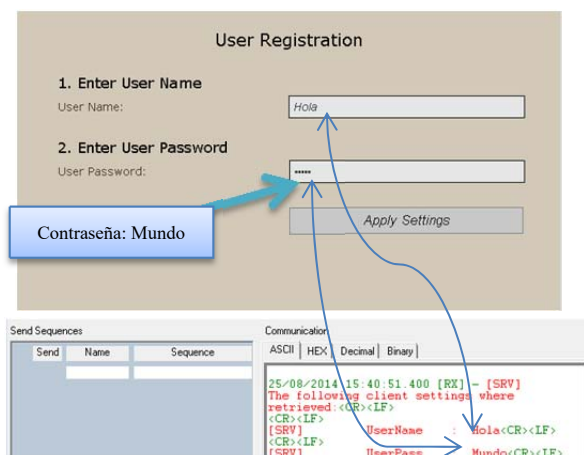 User Registration
1. Enter User Name
User Name:
Hola
2. Enter User Password
User Password:
•••••
Contraseña: Mundo
Apply Settings
Send Sequences
Send Name Sequence
Communication
ASCII HEX Decimal Binary
25/08/2014 15:40:51.400 [RX] - [SRV]
The following client settings where
retrieved:<CR><LF>
<CR><LF>
[SRV] UserName : Hola<CR><LF>
<CR><LF>
[SRV] UserPass Mundo<CR><LF>